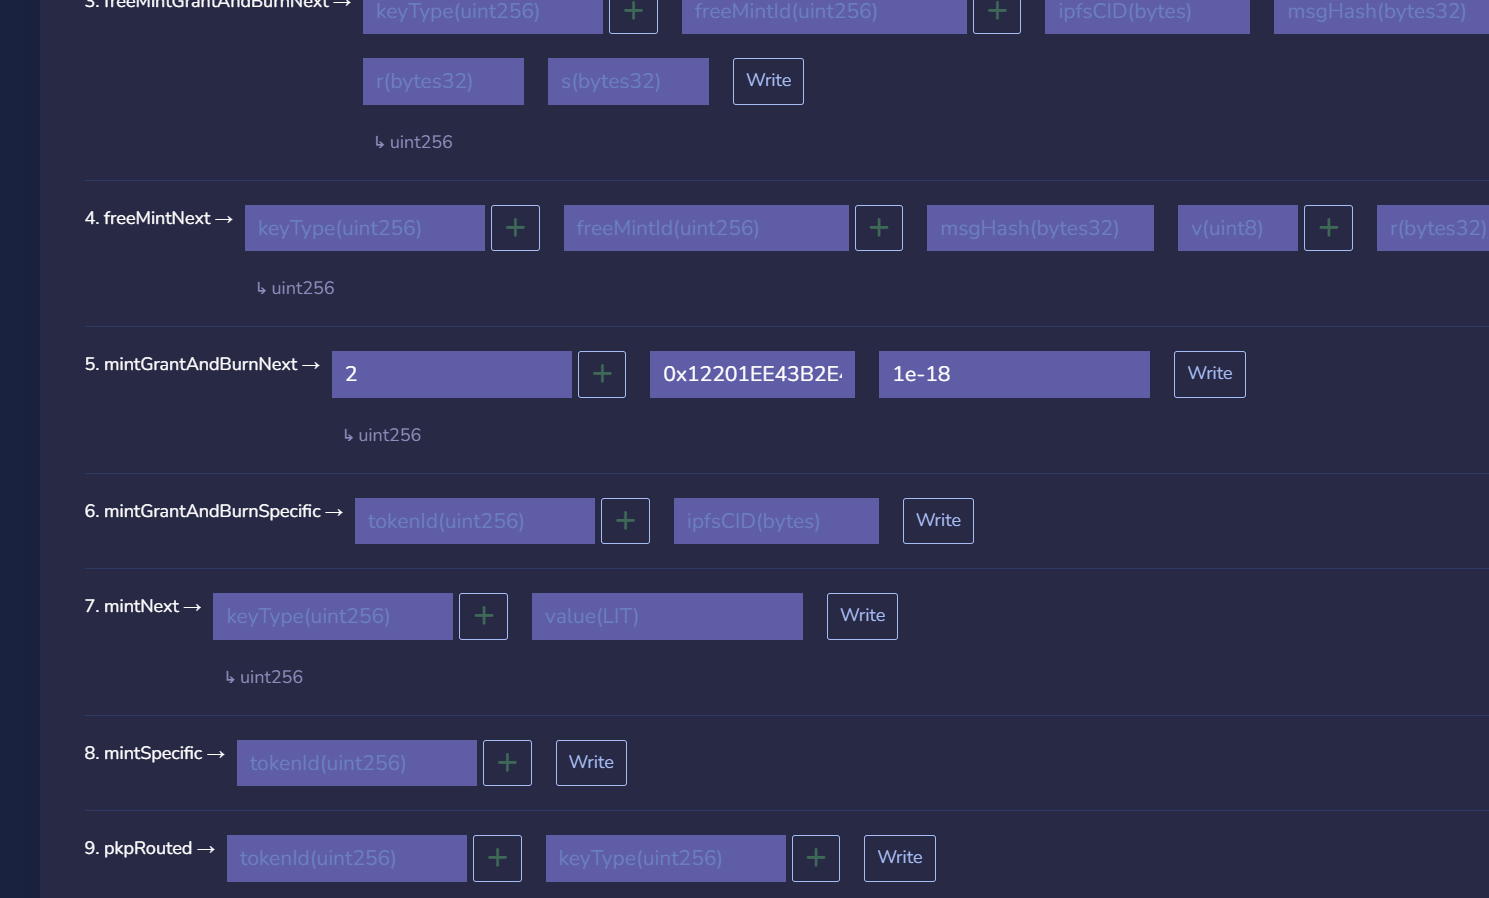 3. freeMintGrantAndBurnNext → keyType(uint256) + freeMintId(uint256) + ipfsCID(bytes) msgHash(bytes32)
r(bytes32) s(bytes32) Write
↳ uint256
4. freeMintNext → keyType(uint256) + freeMintId(uint256) + msgHash(bytes32) v(uint8) + r(bytes32)
↳ uint256
5. mintGrantAndBurnNext → 2 + 0x12201EE43B2E 1e-18 Write
↳ uint256
6. mintGrantAndBurnSpecific → tokenId(uint256) + ipfsCID(bytes) Write
7. mintNext → keyType(uint256) + value(LIT) Write
↳ uint256
8. mintSpecific → tokenId(uint256) + Write
9. pkpRouted → tokenId(uint256) + keyType(uint256) + Write